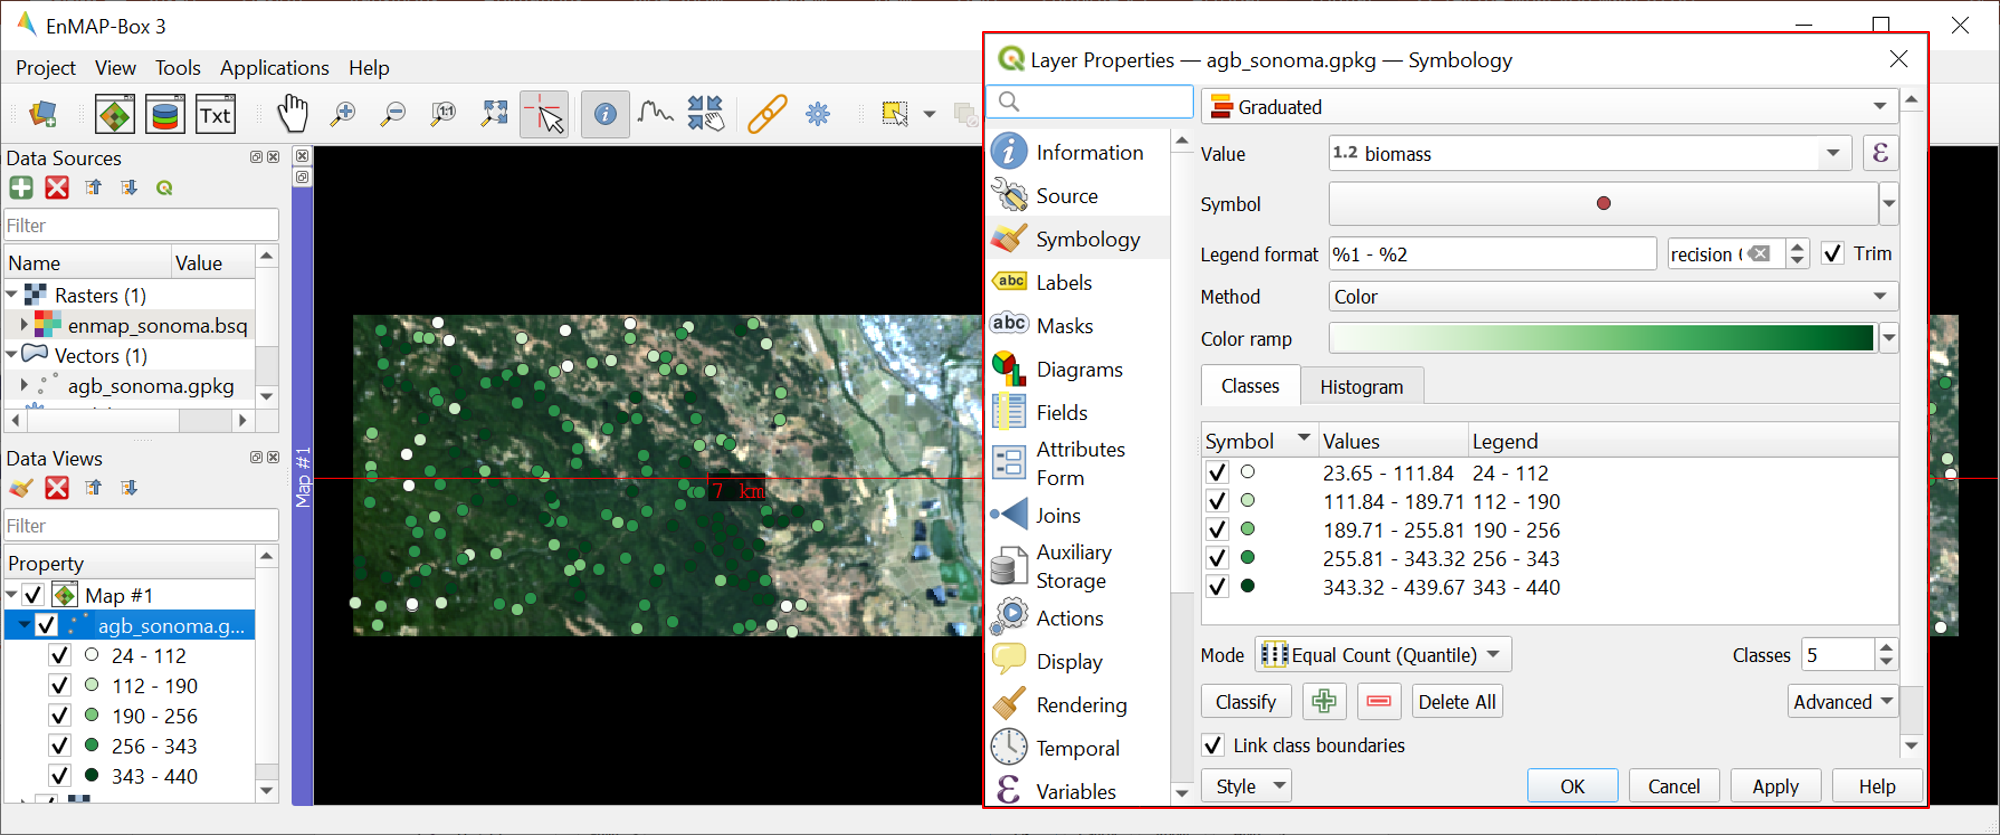 EnMAP-Box 3
Project View Tools Applications Help
1:1
Txt
Data Sources
Filter
Name Value
Rasters (1)
enmap_sonoma.bsq
Vectors (1)
agb_sonoma.gpkg
Data Views
Filter
Property
Map #1
agb_sonoma.g...
24 - 112
112 - 190
190 - 256
256 - 343
343 - 440
Map #1
7 km
Layer Properties — agb_sonoma.gpkg — Symbology
Information
Source
Symbology
abc Labels
abc Masks
Diagrams
Fields
Attributes
Form
Joins
Auxiliary
Storage
Actions
Display
Rendering
Temporal
ε Variables
Graduated
Value 1.2 biomass ε
Symbol
Legend format %1 - %2 recision Trim
Method Color
Color ramp
Classes Histogram
Symbol Values Legend
23.65 - 111.84 24 - 112
111.84 - 189.71 112 - 190
189.71 - 255.81 190 - 256
255.81 - 343.32 256 - 343
343.32 - 439.67 343 - 440
Mode Equal Count (Quantile) Classes 5
Classify Delete All Advanced
Link class boundaries
Style OK Cancel Apply Help